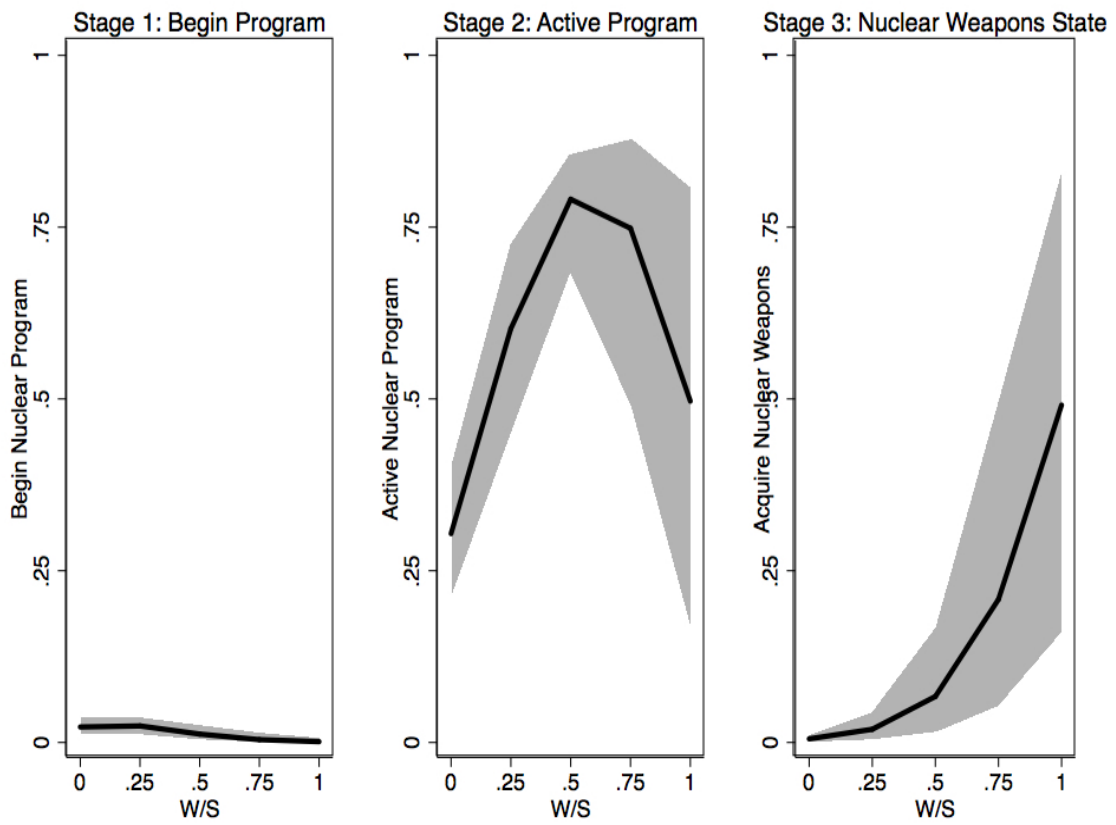 Stage 1: Begin Program
Begin Nuclear Program
1
.75
.5
.25
0
0 .25 .5 .75 1
W/S
Stage 2: Active Program
Active Nuclear Program
1
.75
.5
.25
0
0 .25 .5 .75 1
W/S
Stage 3: Nuclear Weapons State
Acquire Nuclear Weapons
1
.75
.5
.25
0
0 .25 .5 .75 1
W/S